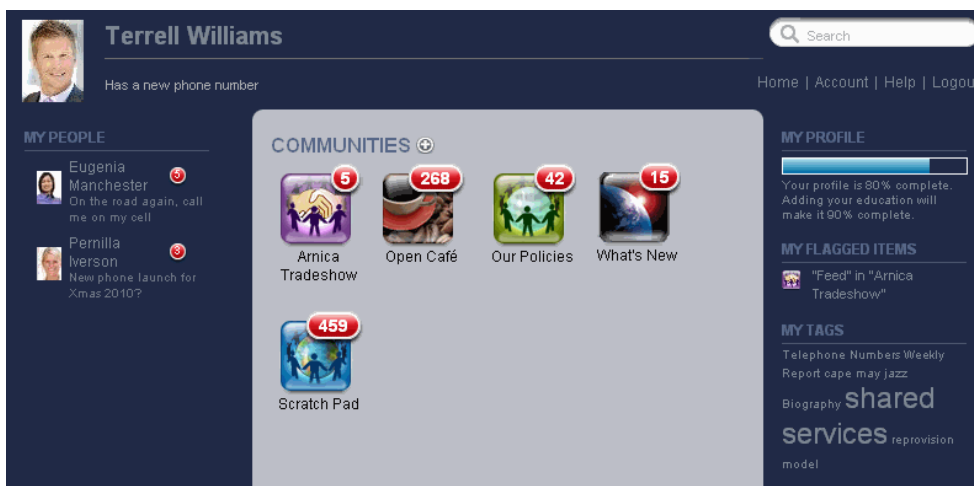 Terrell Williams
Search
Has a new phone number
Home | Account | Help | Logou
MY PEOPLE
Eugenia
Manchester
5
On the road again, call
me on my cell
Pernilla
Iverson
3
New phone launch for
Xmas 2010?
COMMUNITIES
5
268
42
15
Arnica
Tradeshow
Open Café
Our Policies
What's New
459
Scratch Pad
MY PROFILE
Your profile is 80% complete.
Adding your education will
make it 90% complete.
MY FLAGGED ITEMS
"Feed" in "Arnica
Tradeshow"
MY TAGS
Telephone Numbers Weekly
Report cape may jazz
Biography shared
services reprovision
model